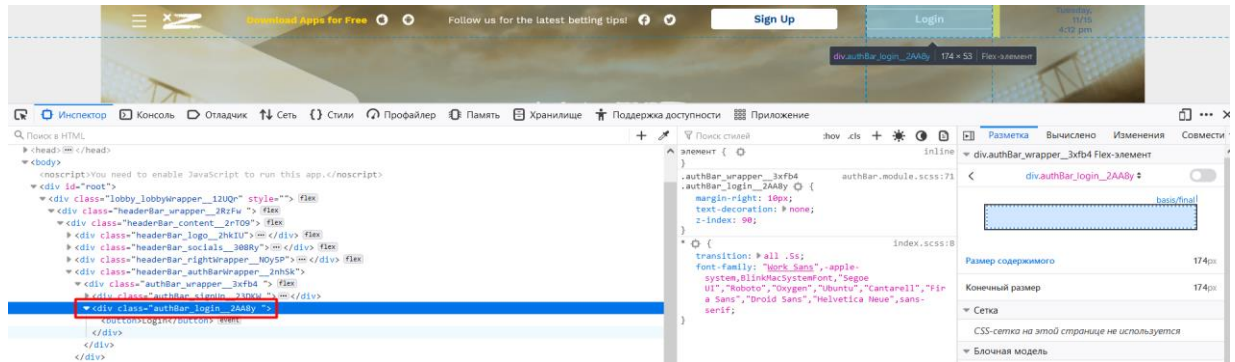 Download Apps for Free
Follow us for the latest betting tips!
Sign Up
Login
Tuesday,
11/15
4:12 pm
div.authBar_login__2AA8y | 174 × 53 | Flex-элемент
Инспектор Консоль Отладчик Сеть {} Стили Профайлер Память Хранилище Поддержка доступности Приложение
Поиск в HTML
<head> </head>
<body>
<noscript>You need to enable JavaScript to run this app.</noscript>
<div id="root">
<div class="lobby_lobbyWrapper__12UQr" style=""> flex
<div class="headerBar_wrapper__2RzFw "> flex
<div class="headerBar_content__2rTO9"> flex
<div class="headerBar_logo__2hkIU"> </div> flex
<div class="headerBar_socials__308Ry"> </div> flex
<div class="headerBar_rightWrapper__NOy5P"> </div> flex
<div class="headerBar_authBarWrapper__2nhSk">
<div class="authBar_wrapper__3xfb4 "> flex
<div class="authBar_signUp__23DKW "> </div>
<div class="authBar_login__2AA8y ">
<button>Login</button> event
</div>
</div>
</div>
Поиск стилей :hov .cls
элемент { inline
}
.authBar_wrapper__3xfb4 authBar.module.scss:71
.authBar_login__2AA8y {
margin-right: 10px;
text-decoration: none;
z-index: 90;
}
* { index.scss:8
transition: all .5s;
font-family: "Work Sans",-apple-
system,BlinkMacSystemFont,"Segoe
UI","Roboto","Oxygen","Ubuntu","Cantarell","Fir
a Sans","Droid Sans","Helvetica Neue",sans-
serif;
}
Разметка Вычислено Изменения Совмести
div.authBar_wrapper__3xfb4 Flex-элемент
div.authBar_login__2AA8y
basis/final
Размер содержимого 174px
Конечный размер 174px
Сетка
CSS-сетка на этой странице не используется
Блочная модель